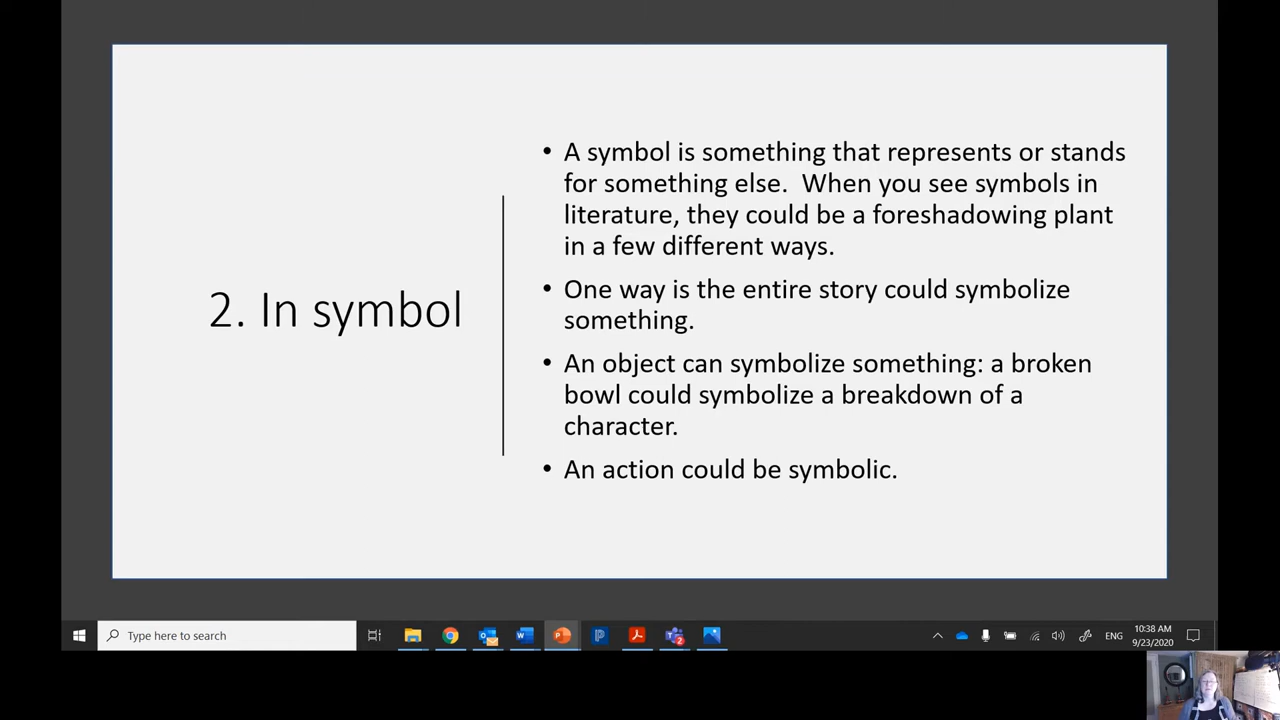 2. In symbol
• A symbol is something that represents or stands
for something else.  When you see symbols in
literature, they could be a foreshadowing plant
in a few different ways.
• One way is the entire story could symbolize
something.
• An object can symbolize something: a broken
bowl could symbolize a breakdown of a
character.
• An action could be symbolic.
Type here to search
ENG
10:38 AM
9/23/2020